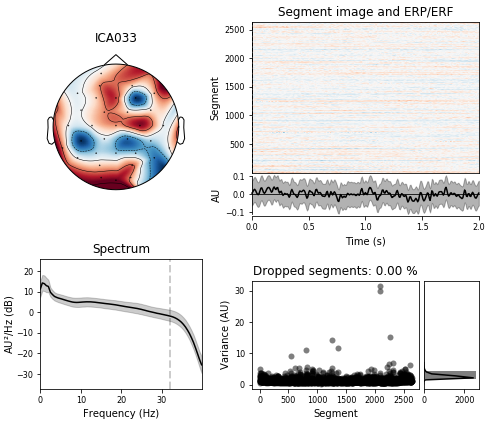 ICA033
Segment image and ERP/ERF
2500
2000
1500
1000
500
Segment
0.1
0.0
−0.1
AU
0.0 0.5 1.0 1.5 2.0
Time (s)
Spectrum
20
10
0
−10
−20
−30
AU²/Hz (dB)
0 10 20 30
Frequency (Hz)
Dropped segments: 0.00 %
30
20
10
0
Variance (AU)
0 500 1000 1500 2000 2500
Segment
0 2000